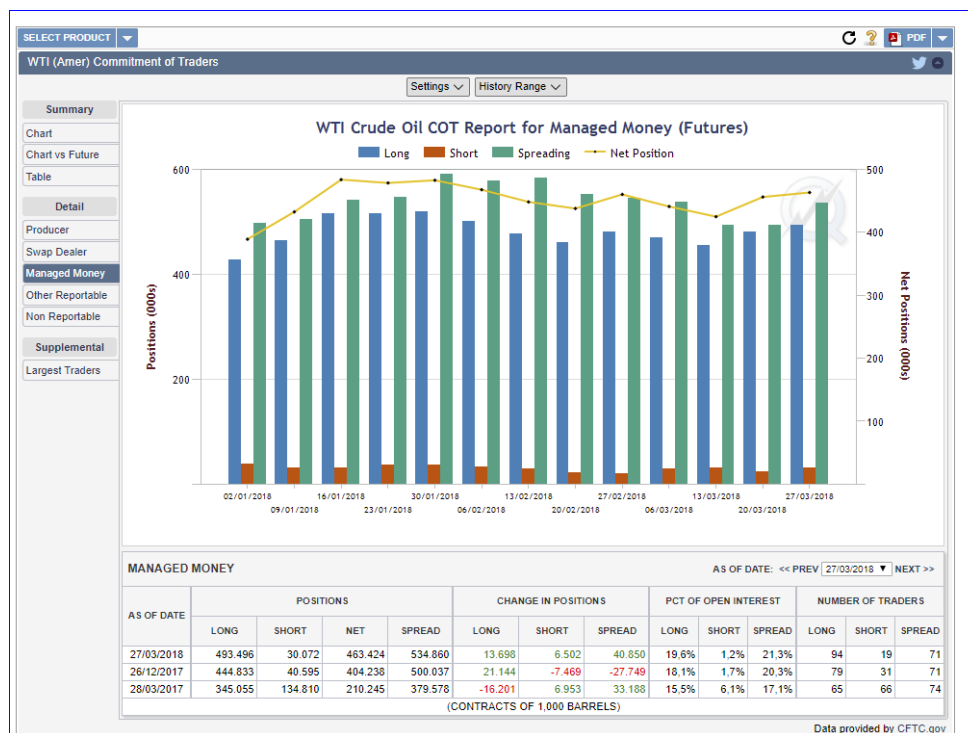 SELECT PRODUCT
PDF
WTI (Amer) Commitment of Traders
Settings History Range
Summary
Chart
Chart vs Future
Table
Detail
Producer
Swap Dealer
Managed Money
Other Reportable
Non Reportable
Supplemental
Largest Traders
WTI Crude Oil COT Report for Managed Money (Futures)
Long Short Spreading Net Position
600 500
400
400
300
200
200
100
Positions (000s)
Net Positions (000s)
02/01/2018 16/01/2018 30/01/2018 13/02/2018 27/02/2018 13/03/2018 27/03/2018
09/01/2018 23/01/2018 06/02/2018 20/02/2018 06/03/2018 20/03/2018
MANAGED MONEY AS OF DATE: << PREV 27/03/2018 NEXT >>
AS OF DATE POSITIONS CHANGE IN POSITIONS PCT OF OPEN INTEREST NUMBER OF TRADERS
LONG SHORT NET SPREAD LONG SHORT SPREAD LONG SHORT SPREAD LONG SHORT SPREAD
27/03/2018 493.496 30.072 463.424 534.860 13.698 6.502 40.850 19,6% 1,2% 21,3% 94 19 71
26/12/2017 444.833 40.595 404.238 500.037 21.144 -7.469 -27.749 18,1% 1,7% 20,3% 79 31 71
28/03/2017 345.055 134.810 210.245 379.578 -16.201 6.953 33.188 15,5% 6,1% 17,1% 65 66 74
(CONTRACTS OF 1,000 BARRELS)
Data provided by CFTC.gov